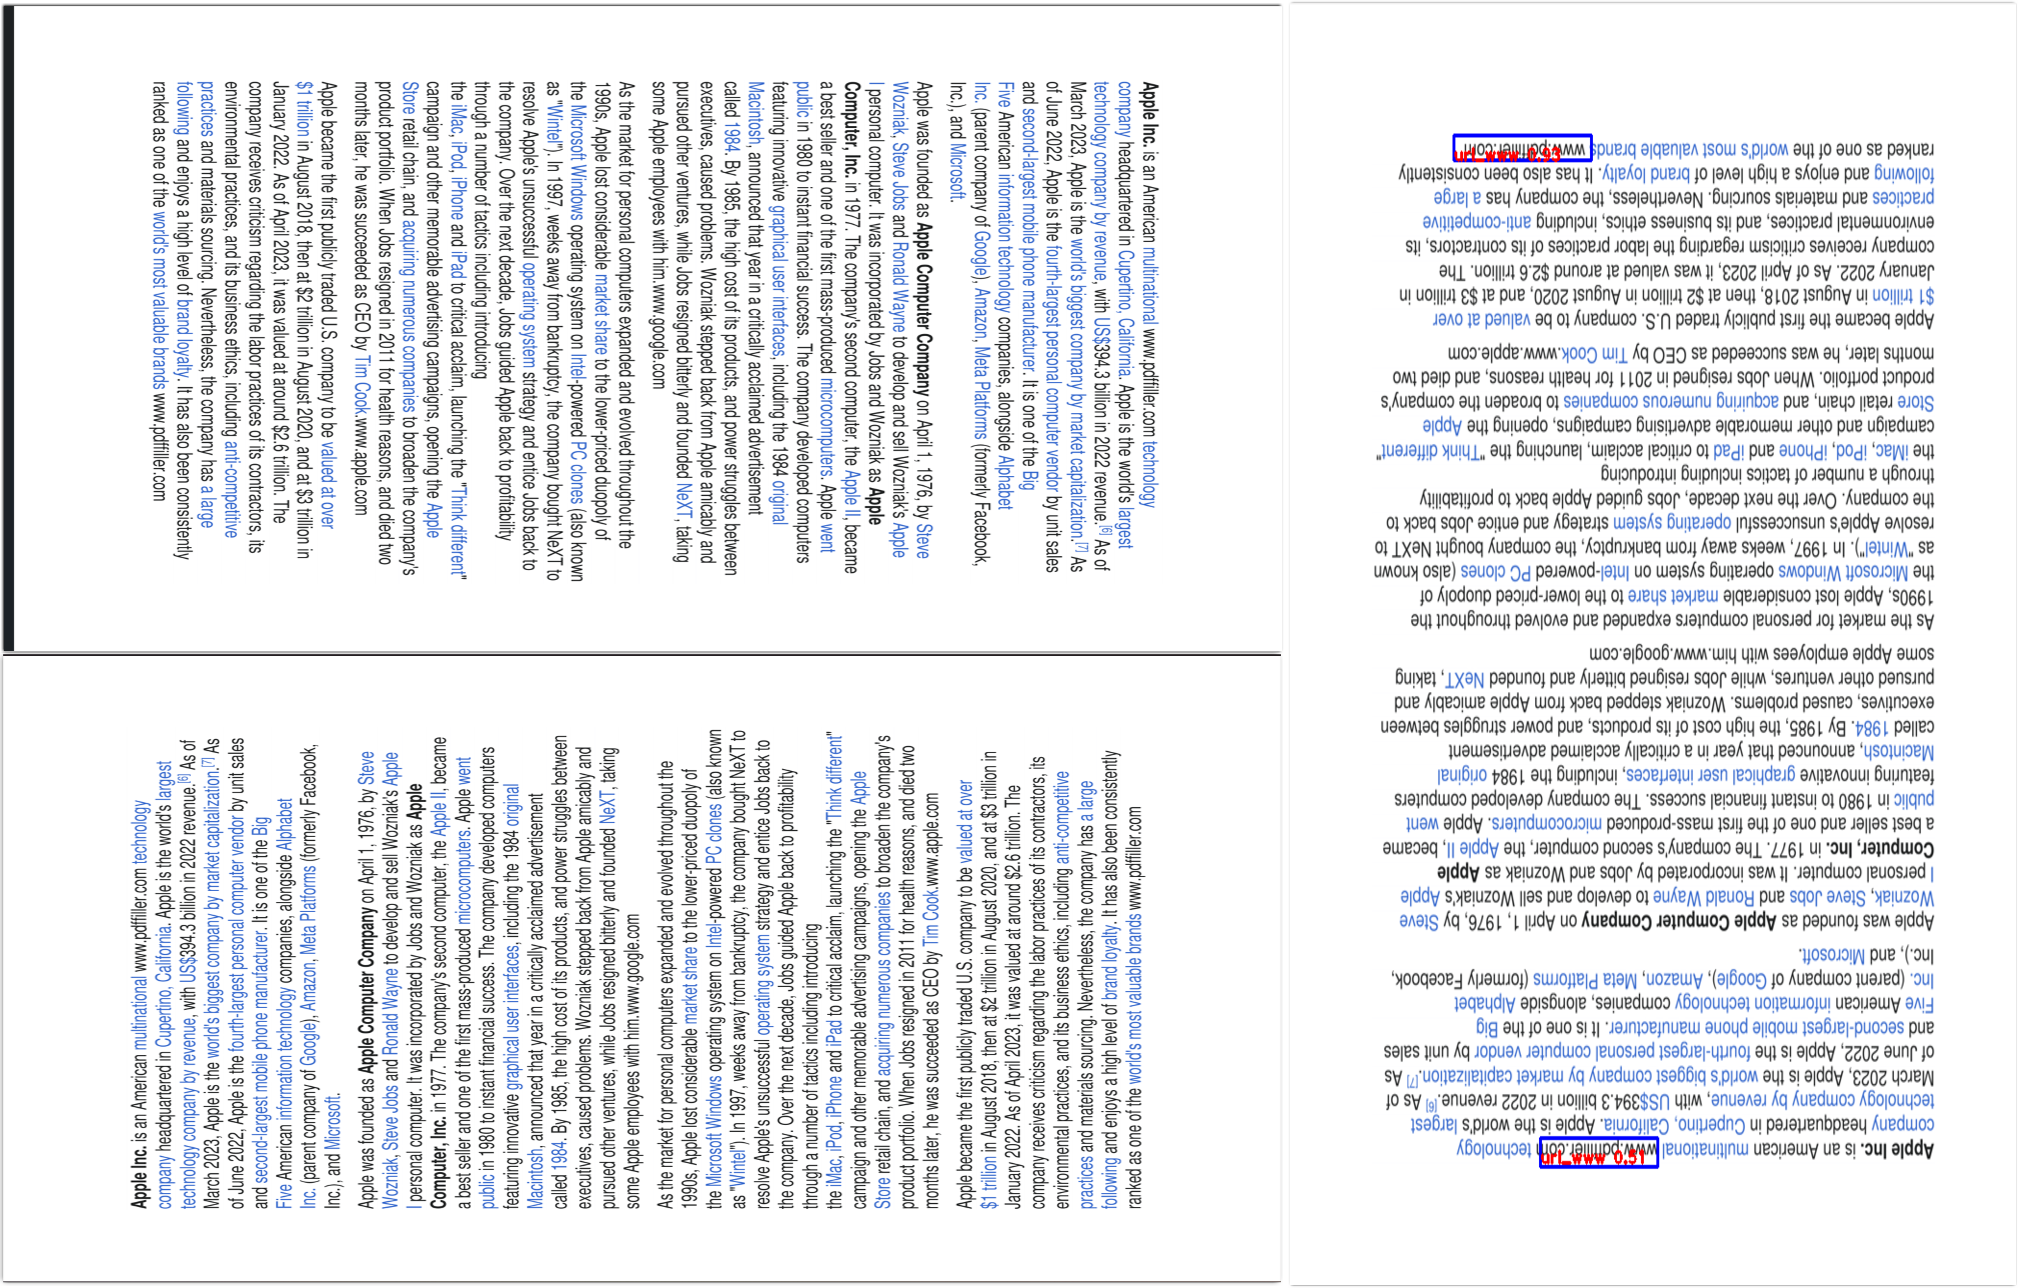 Apple Inc. is an American multinational www.pdffiller.com technology
company headquartered in Cupertino, California. Apple is the world's largest
technology company by revenue, with US$394.3 billion in 2022 revenue.[6] As of
March 2023, Apple is the world's biggest company by market capitalization.[7] As
of June 2022, Apple is the fourth-largest personal computer vendor by unit sales
and second-largest mobile phone manufacturer. It is one of the Big
Five American information technology companies, alongside Alphabet
Inc. (parent company of Google), Amazon, Meta Platforms (formerly Facebook,
Inc.), and Microsoft.
Apple was founded as Apple Computer Company on April 1, 1976, by Steve
Wozniak, Steve Jobs and Ronald Wayne to develop and sell Wozniak's Apple
I personal computer. It was incorporated by Jobs and Wozniak as Apple
Computer, Inc. in 1977. The company's second computer, the Apple II, became
a best seller and one of the first mass-produced microcomputers. Apple went
public in 1980 to instant financial success. The company developed computers
featuring innovative graphical user interfaces, including the 1984 original
Macintosh, announced that year in a critically acclaimed advertisement
called 1984. By 1985, the high cost of its products, and power struggles between
executives, caused problems. Wozniak stepped back from Apple amicably and
pursued other ventures, while Jobs resigned bitterly and founded NeXT, taking
some Apple employees with him.www.google.com
As the market for personal computers expanded and evolved throughout the
1990s, Apple lost considerable market share to the lower-priced duopoly of
the Microsoft Windows operating system on Intel-powered PC clones (also known
as "Wintel"). In 1997, weeks away from bankruptcy, the company bought NeXT to
resolve Apple's unsuccessful operating system strategy and entice Jobs back to
the company. Over the next decade, Jobs guided Apple back to profitability
through a number of tactics including introducing
the iMac, iPod, iPhone and iPad to critical acclaim, launching the "Think different"
campaign and other memorable advertising campaigns, opening the Apple
Store retail chain, and acquiring numerous companies to broaden the company's
product portfolio. When Jobs resigned in 2011 for health reasons, and died two
months later, he was succeeded as CEO by Tim Cook.www.apple.com
Apple became the first publicly traded U.S. company to be valued at over
$1 trillion in August 2018, then at $2 trillion in August 2020, and at $3 trillion in
January 2022. As of April 2023, it was valued at around $2.6 trillion. The
company receives criticism regarding the labor practices of its contractors, its
environmental practices, and its business ethics, including anti-competitive
practices and materials sourcing. Nevertheless, the company has a large
following and enjoys a high level of brand loyalty. It has also been consistently
ranked as one of the world's most valuable brands www.pdffiller.com
Apple Inc. is an American multinational www.pdffiller.com technology
company headquartered in Cupertino, California. Apple is the world's largest
technology company by revenue, with US$394.3 billion in 2022 revenue.[6] As of
March 2023, Apple is the world's biggest company by market capitalization.[7] As
of June 2022, Apple is the fourth-largest personal computer vendor by unit sales
and second-largest mobile phone manufacturer. It is one of the Big
Five American information technology companies, alongside Alphabet
Inc. (parent company of Google), Amazon, Meta Platforms (formerly Facebook,
Inc.), and Microsoft.
Apple was founded as Apple Computer Company on April 1, 1976, by Steve
Wozniak, Steve Jobs and Ronald Wayne to develop and sell Wozniak's Apple
I personal computer. It was incorporated by Jobs and Wozniak as Apple
Computer, Inc. in 1977. The company's second computer, the Apple II, became
a best seller and one of the first mass-produced microcomputers. Apple went
public in 1980 to instant financial success. The company developed computers
featuring innovative graphical user interfaces, including the 1984 original
Macintosh, announced that year in a critically acclaimed advertisement
called 1984. By 1985, the high cost of its products, and power struggles between
executives, caused problems. Wozniak stepped back from Apple amicably and
pursued other ventures, while Jobs resigned bitterly and founded NeXT, taking
some Apple employees with him.www.google.com
As the market for personal computers expanded and evolved throughout the
1990s, Apple lost considerable market share to the lower-priced duopoly of
the Microsoft Windows operating system on Intel-powered PC clones (also known
as "Wintel"). In 1997, weeks away from bankruptcy, the company bought NeXT to
resolve Apple's unsuccessful operating system strategy and entice Jobs back to
the company. Over the next decade, Jobs guided Apple back to profitability
through a number of tactics including introducing
the iMac, iPod, iPhone and iPad to critical acclaim, launching the "Think different"
campaign and other memorable advertising campaigns, opening the Apple
Store retail chain, and acquiring numerous companies to broaden the company's
product portfolio. When Jobs resigned in 2011 for health reasons, and died two
months later, he was succeeded as CEO by Tim Cook.www.apple.com
Apple became the first publicly traded U.S. company to be valued at over
$1 trillion in August 2018, then at $2 trillion in August 2020, and at $3 trillion in
January 2022. As of April 2023, it was valued at around $2.6 trillion. The
company receives criticism regarding the labor practices of its contractors, its
environmental practices, and its business ethics, including anti-competitive
practices and materials sourcing. Nevertheless, the company has a large
following and enjoys a high level of brand loyalty. It has also been consistently
ranked as one of the world's most valuable brands www.pdffiller.com
Apple Inc. is an American multinational www.pdffiller.com technology
url_www 0.51
company headquartered in Cupertino, California. Apple is the world's largest
technology company by revenue, with US$394.3 billion in 2022 revenue.[6] As of
March 2023, Apple is the world's biggest company by market capitalization.[7] As
of June 2022, Apple is the fourth-largest personal computer vendor by unit sales
and second-largest mobile phone manufacturer. It is one of the Big
Five American information technology companies, alongside Alphabet
Inc. (parent company of Google), Amazon, Meta Platforms (formerly Facebook,
Inc.), and Microsoft.
Apple was founded as Apple Computer Company on April 1, 1976, by Steve
Wozniak, Steve Jobs and Ronald Wayne to develop and sell Wozniak's Apple
I personal computer. It was incorporated by Jobs and Wozniak as Apple
Computer, Inc. in 1977. The company's second computer, the Apple II, became
a best seller and one of the first mass-produced microcomputers. Apple went
public in 1980 to instant financial success. The company developed computers
featuring innovative graphical user interfaces, including the 1984 original
Macintosh, announced that year in a critically acclaimed advertisement
called 1984. By 1985, the high cost of its products, and power struggles between
executives, caused problems. Wozniak stepped back from Apple amicably and
pursued other ventures, while Jobs resigned bitterly and founded NeXT, taking
some Apple employees with him.www.google.com
As the market for personal computers expanded and evolved throughout the
1990s, Apple lost considerable market share to the lower-priced duopoly of
the Microsoft Windows operating system on Intel-powered PC clones (also known
as "Wintel"). In 1997, weeks away from bankruptcy, the company bought NeXT to
resolve Apple's unsuccessful operating system strategy and entice Jobs back to
the company. Over the next decade, Jobs guided Apple back to profitability
through a number of tactics including introducing
the iMac, iPod, iPhone and iPad to critical acclaim, launching the "Think different"
campaign and other memorable advertising campaigns, opening the Apple
Store retail chain, and acquiring numerous companies to broaden the company's
product portfolio. When Jobs resigned in 2011 for health reasons, and died two
months later, he was succeeded as CEO by Tim Cook.www.apple.com
Apple became the first publicly traded U.S. company to be valued at over
$1 trillion in August 2018, then at $2 trillion in August 2020, and at $3 trillion in
January 2022. As of April 2023, it was valued at around $2.6 trillion. The
company receives criticism regarding the labor practices of its contractors, its
environmental practices, and its business ethics, including anti-competitive
practices and materials sourcing. Nevertheless, the company has a large
following and enjoys a high level of brand loyalty. It has also been consistently
ranked as one of the world's most valuable brands www.pdffiller.com
url_www 0.93